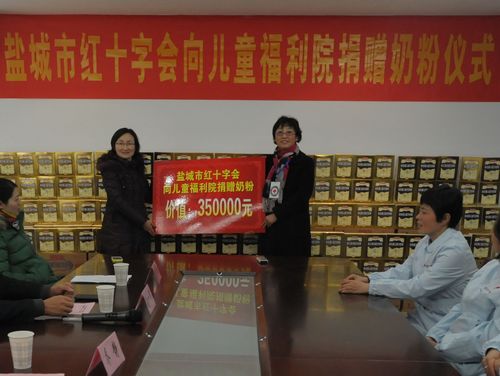 盐城市红十字会向儿童福利院捐赠奶粉仪式
盐城市红十字会
向儿童福利院捐赠奶粉
价值：350000元